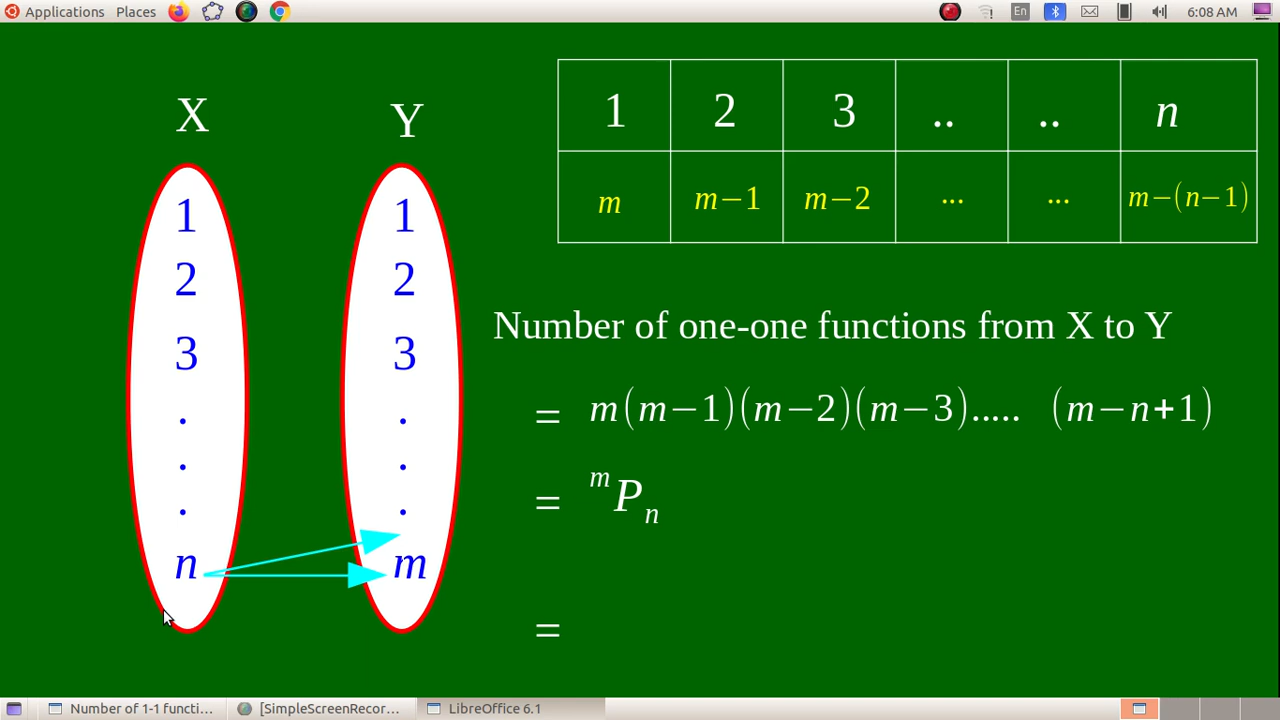 Applications Places En 6:08 AM
X Y
1 2 3 .. .. n
m m−1 m−2 ... ... m−(n−1)
1 1
2 2
3 3
. .
. .
. .
n m
Number of one-one functions from X to Y
= m(m−1)(m−2)(m−3)..... (m−n+1)
= ᵐPₙ
=
Number of 1-1 functi... [SimpleScreenRecor... LibreOffice 6.1